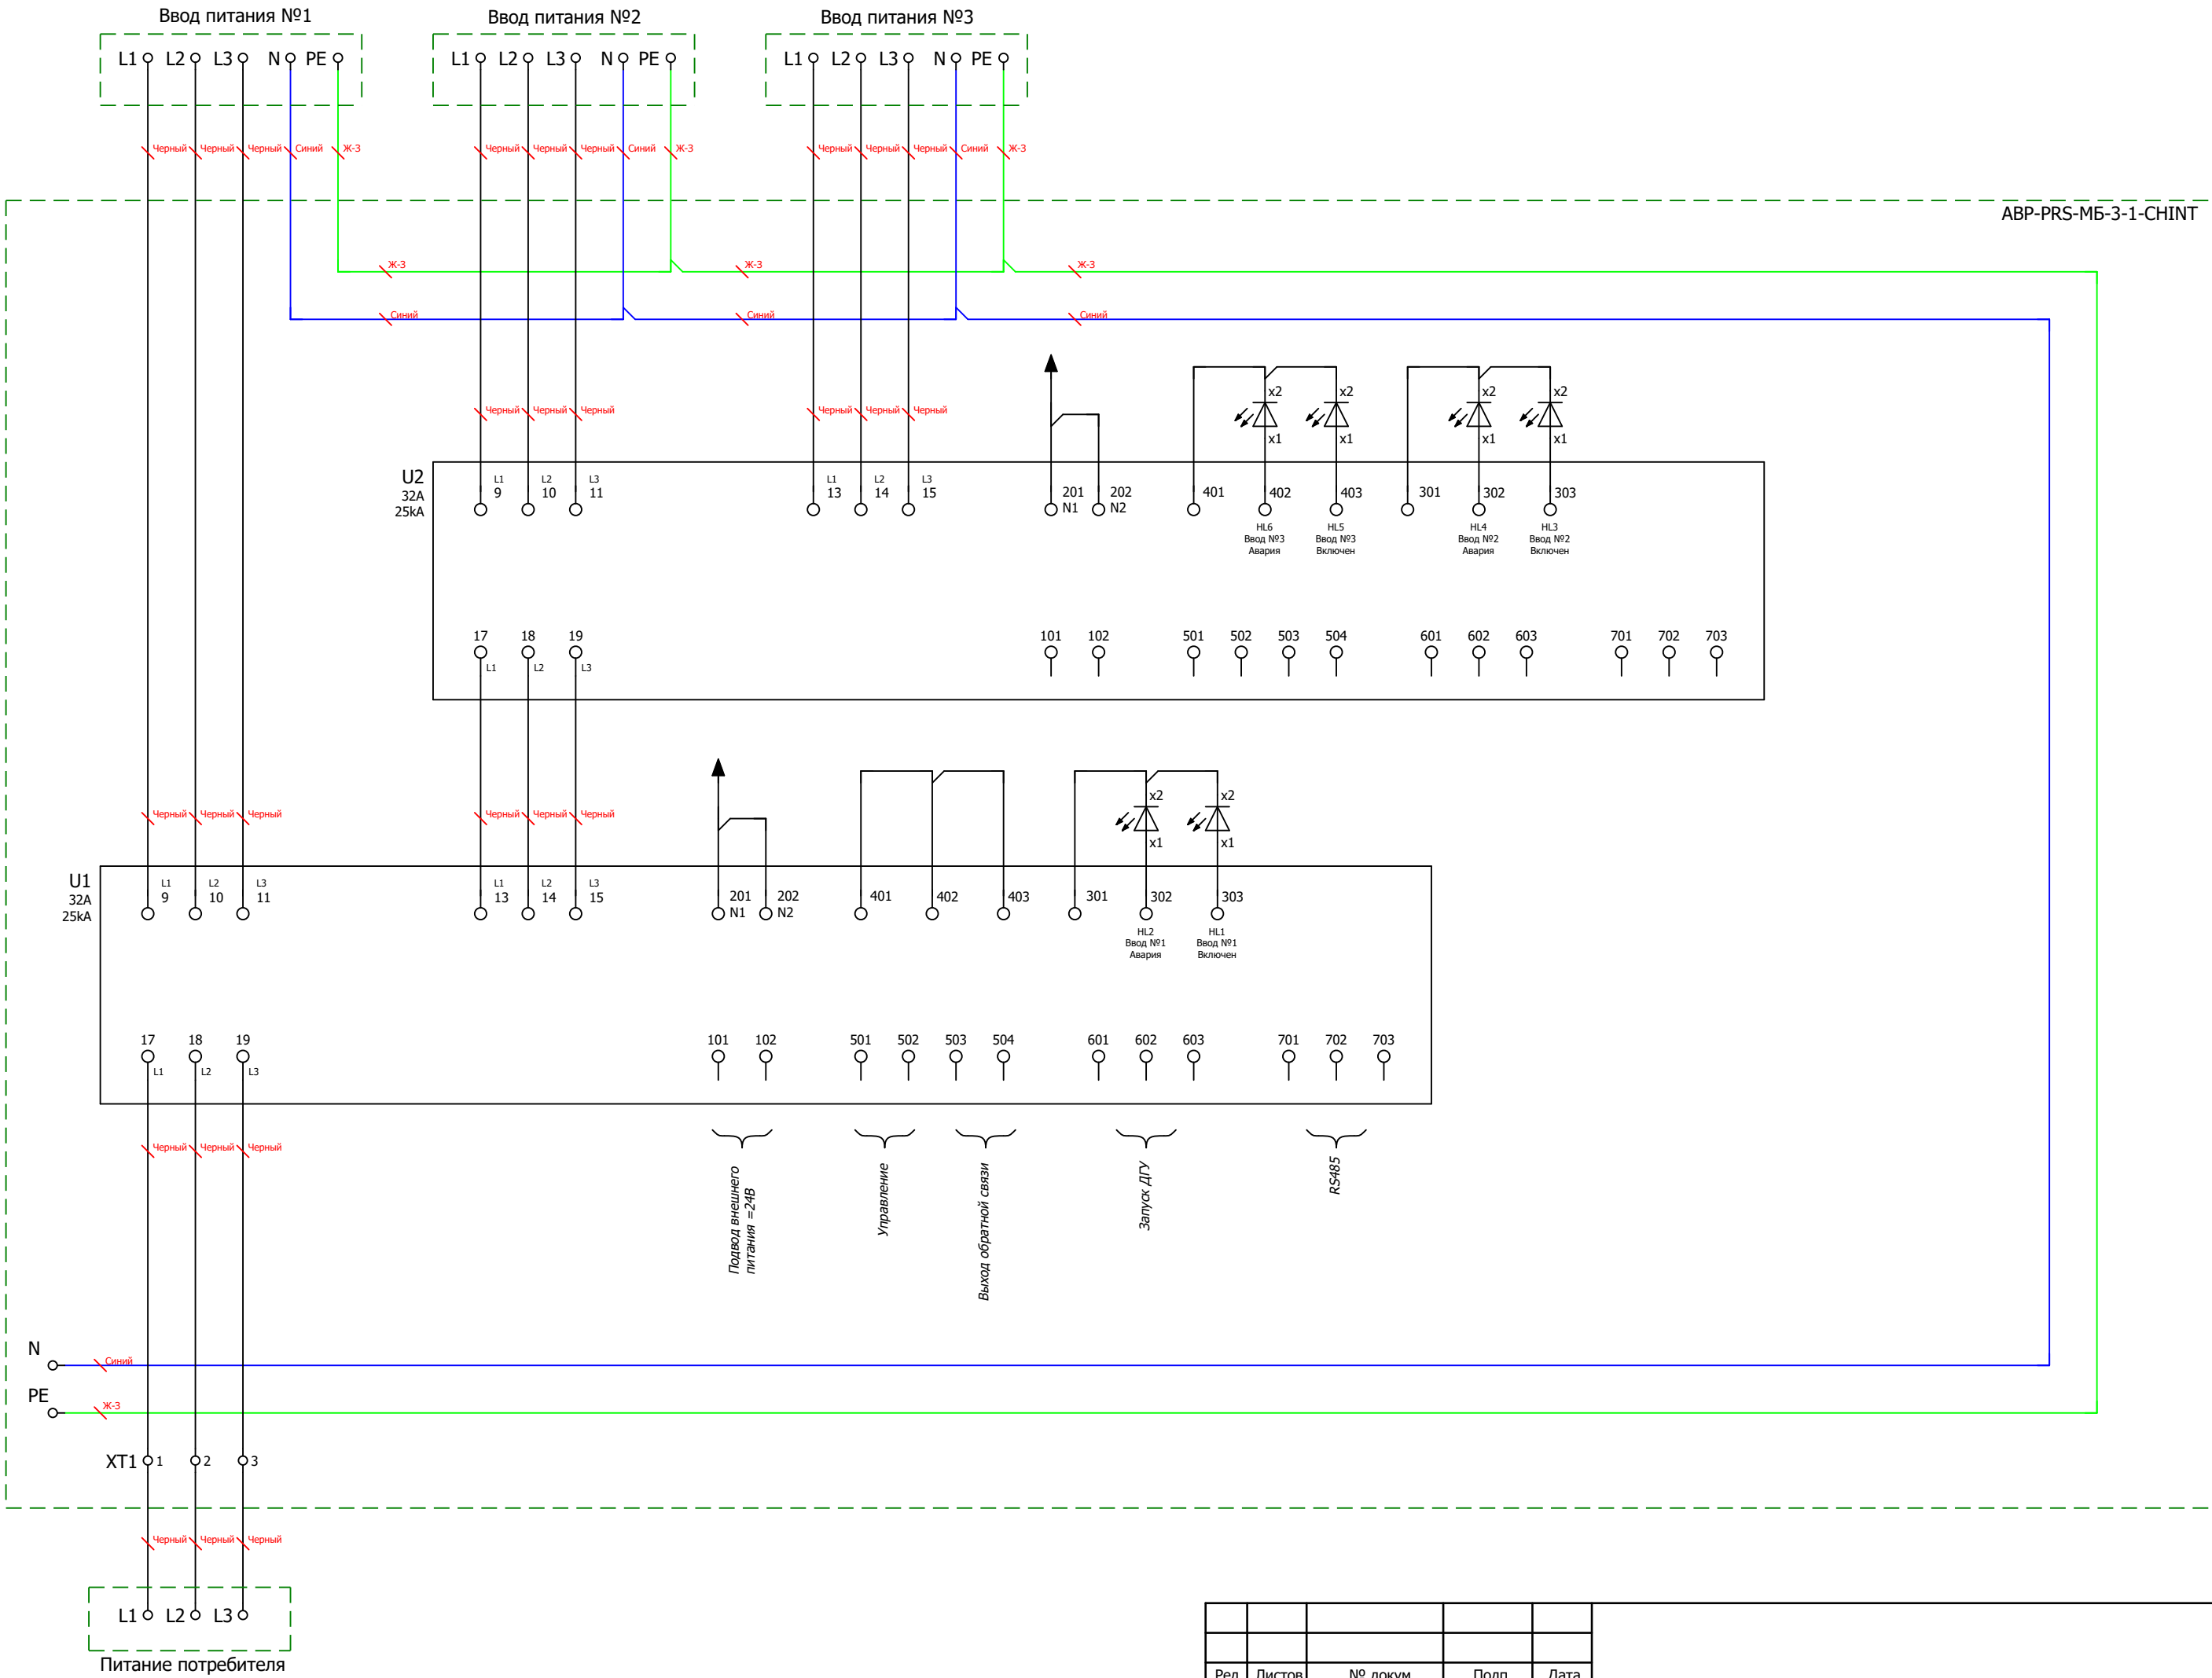 Ввод питания №1
Ввод питания №2
Ввод питания №3
L1 L2 L3 N PE
L1 L2 L3 N PE
L1 L2 L3 N PE
Черный Черный Черный Синий Ж-З
Черный Черный Черный Синий Ж-З
Черный Черный Черный Синий Ж-З
АВР-PRS-МБ-3-1-CHINT
Ж-З Ж-З Ж-З
Синий Синий Синий
x2 x2 x2 x2
Черный Черный Черный
Черный Черный Черный
x1 x1 x1 x1
U2
32А
25kA
L1 L2 L3
9 10 11
L1 L2 L3
13 14 15
201 202
N1 N2
401 402 403
301 302 303
HL6
Ввод №3
Авария
HL5
Ввод №3
Включен
HL4
Ввод №2
Авария
HL3
Ввод №2
Включен
17 18 19
L1 L2 L3
101 102
501 502 503 504
601 602 603
701 702 703
x2 x2
Черный Черный Черный
Черный Черный Черный
x1 x1
U1
32А
25kA
L1 L2 L3
9 10 11
L1 L2 L3
13 14 15
201 202
N1 N2
401 402 403
301 302 303
HL2
Ввод №1
Авария
HL1
Ввод №1
Включен
17 18 19
L1 L2 L3
101 102
501 502 503 504
601 602 603
701 702 703
Черный Черный Черный
Подвод внешнего
питания =24В
Управление
Выход обратной связи
Запуск ДГУ
RS485
N
Синий
PE
Ж-З
XT1 1 2 3
Черный Черный Черный
L1 L2 L3
Питание потребителя
Ред Листов № докум Подп Дата